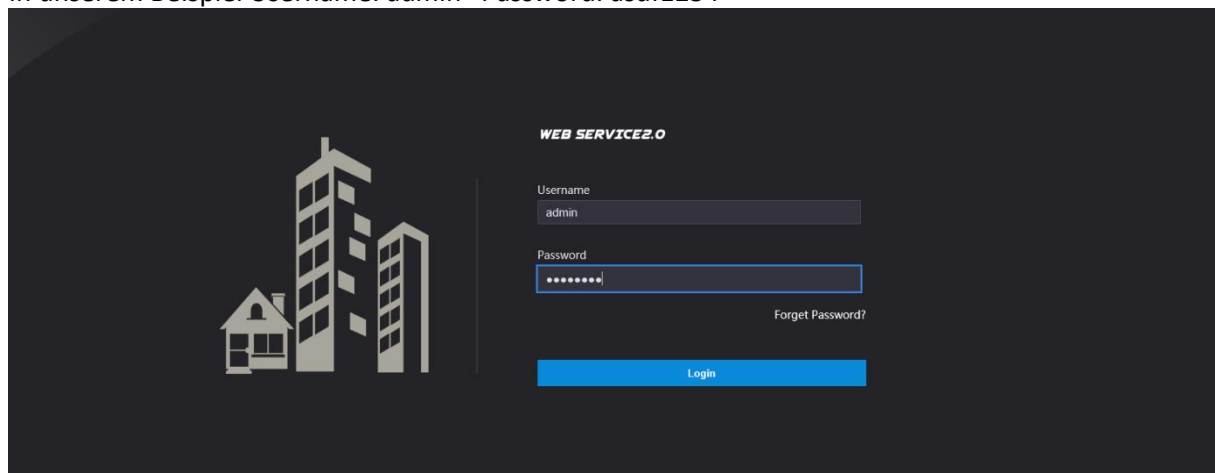 WEB SERVICE2.0
Username
admin
Password
Forget Password?
Login